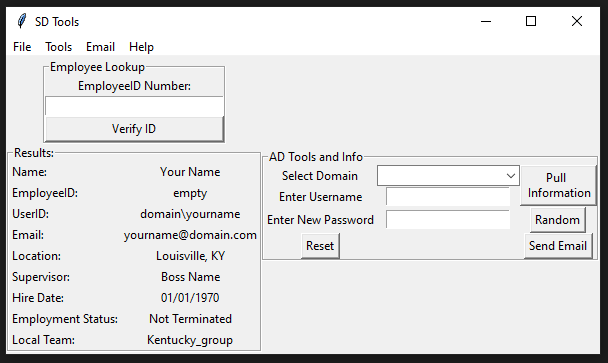 SD Tools
File Tools Email Help
Employee Lookup
EmployeeID Number:
Verify ID
Results:
Name: Your Name
EmployeeID: empty
UserID: domain\yourname
Email: yourname@domain.com
Location: Louisville, KY
Supervisor: Boss Name
Hire Date: 01/01/1970
Employment Status: Not Terminated
Local Team: Kentucky_group
AD Tools and Info
Select Domain
Pull
Information
Enter Username
Enter New Password
Random
Reset
Send Email